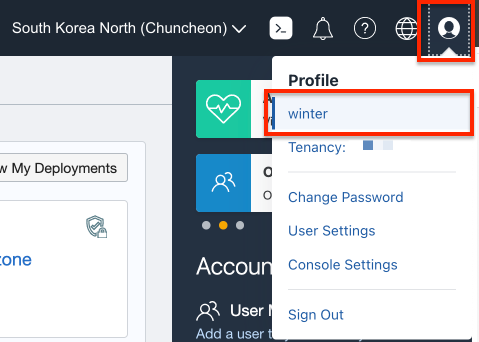 South Korea North (Chuncheon)
Profile
winter
Tenancy:
w My Deployments
Change Password
User Settings
zone
Console Settings
Accoun
User M
Sign Out
Add a user t